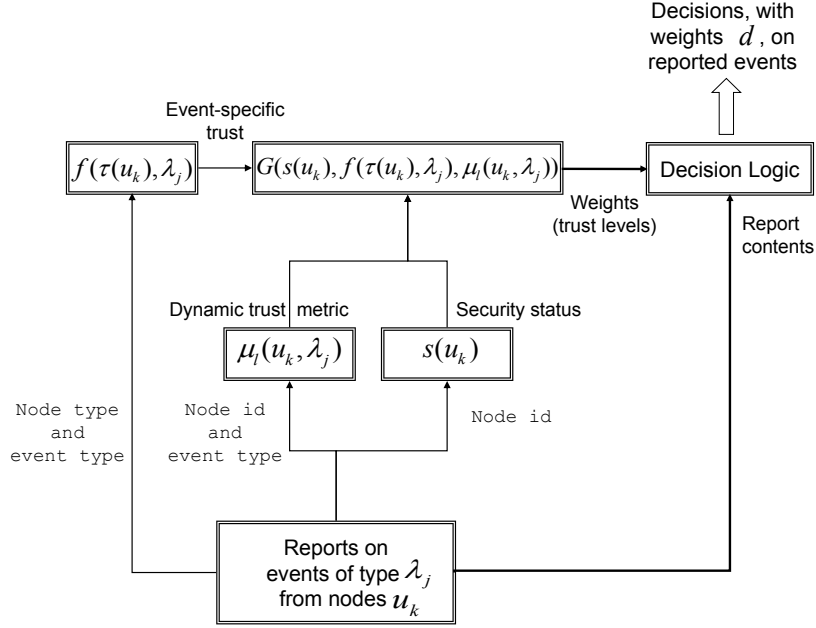 Decisions, with
weights d, on
reported events
Event-specific
trust
f(τ(u_k),λ_j)
G(s(u_k), f(τ(u_k),λ_j),μ_l(u_k,λ_j))
Decision Logic
Weights
(trust levels)
Report
contents
Dynamic trust metric
Security status
μ_l(u_k,λ_j)
s(u_k)
Node type
and
event type
Node id
and
event type
Node id
Reports on
events of type λ_j
from nodes u_k